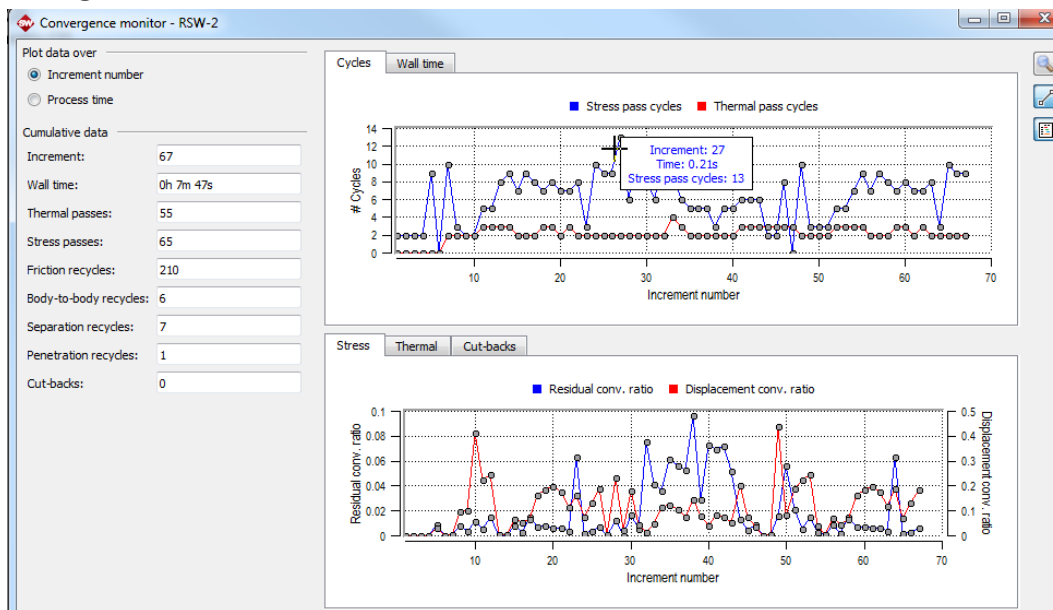 Convergence monitor - RSW-2
Plot data over
Increment number
Process time
Cumulative data
Increment: 67
Wall time: 0h 7m 47s
Thermal passes: 55
Stress passes: 65
Friction recycles: 210
Body-to-body recycles: 6
Separation recycles: 7
Penetration recycles: 1
Cut-backs: 0
Cycles Wall time
Stress pass cycles Thermal pass cycles
# Cycles
14
12
10
8
6
4
2
0
Increment: 27
Time: 0.21s
Stress pass cycles: 13
10 20 30 40 50 60 70
Increment number
Stress Thermal Cut-backs
Residual conv. ratio Displacement conv. ratio
Residual conv. ratio
0.1
0.08
0.06
0.04
0.02
0
0.5
0.4
0.3
0.2
0.1
0
Displacement conv. ratio
10 20 30 40 50 60 70
Increment number